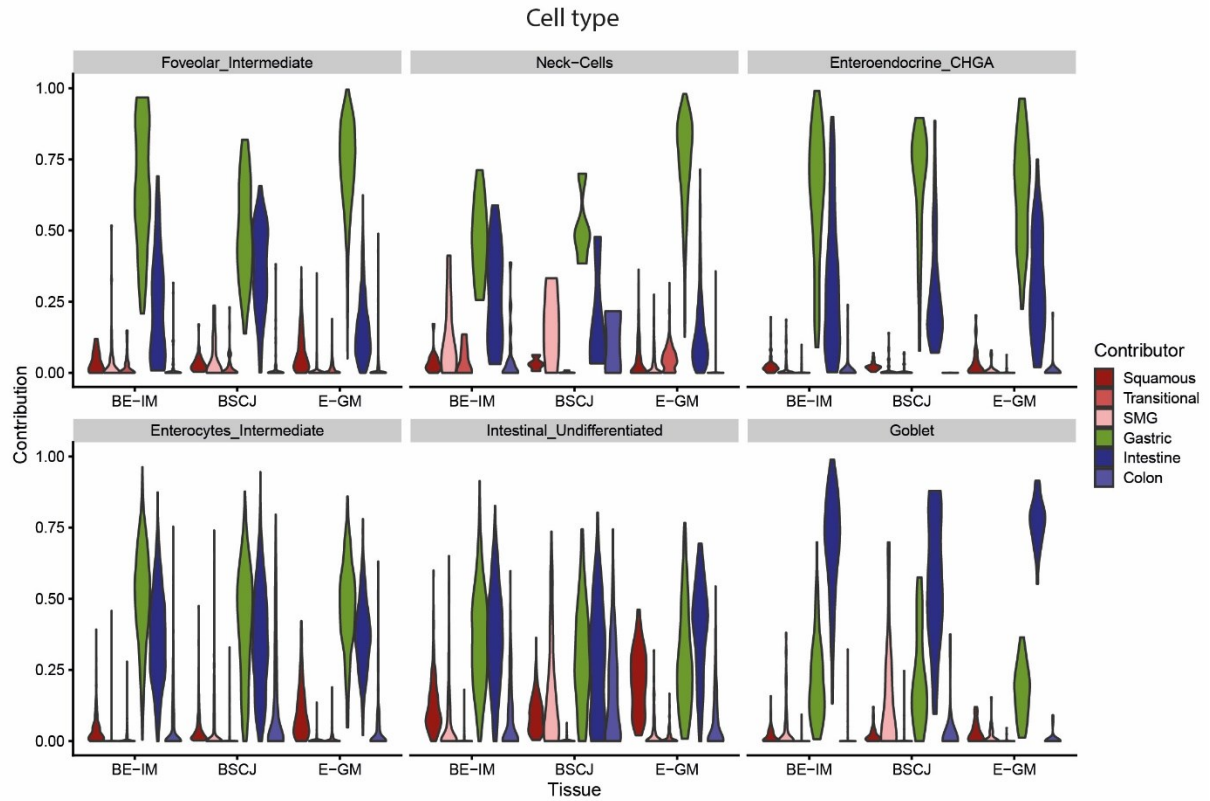 Cell type
Foveolar_Intermediate
Neck−Cells
Enteroendocrine_CHGA
1.00
0.75
0.50
0.25
0.00
BE−IM BSCJ E−GM
BE−IM BSCJ E−GM
BE−IM BSCJ E−GM
Enterocytes_Intermediate
Intestinal_Undifferentiated
Goblet
1.00
0.75
0.50
0.25
0.00
BE−IM BSCJ E−GM
BE−IM BSCJ E−GM
BE−IM BSCJ E−GM
Contribution
Tissue
Contributor
Squamous
Transitional
SMG
Gastric
Intestine
Colon